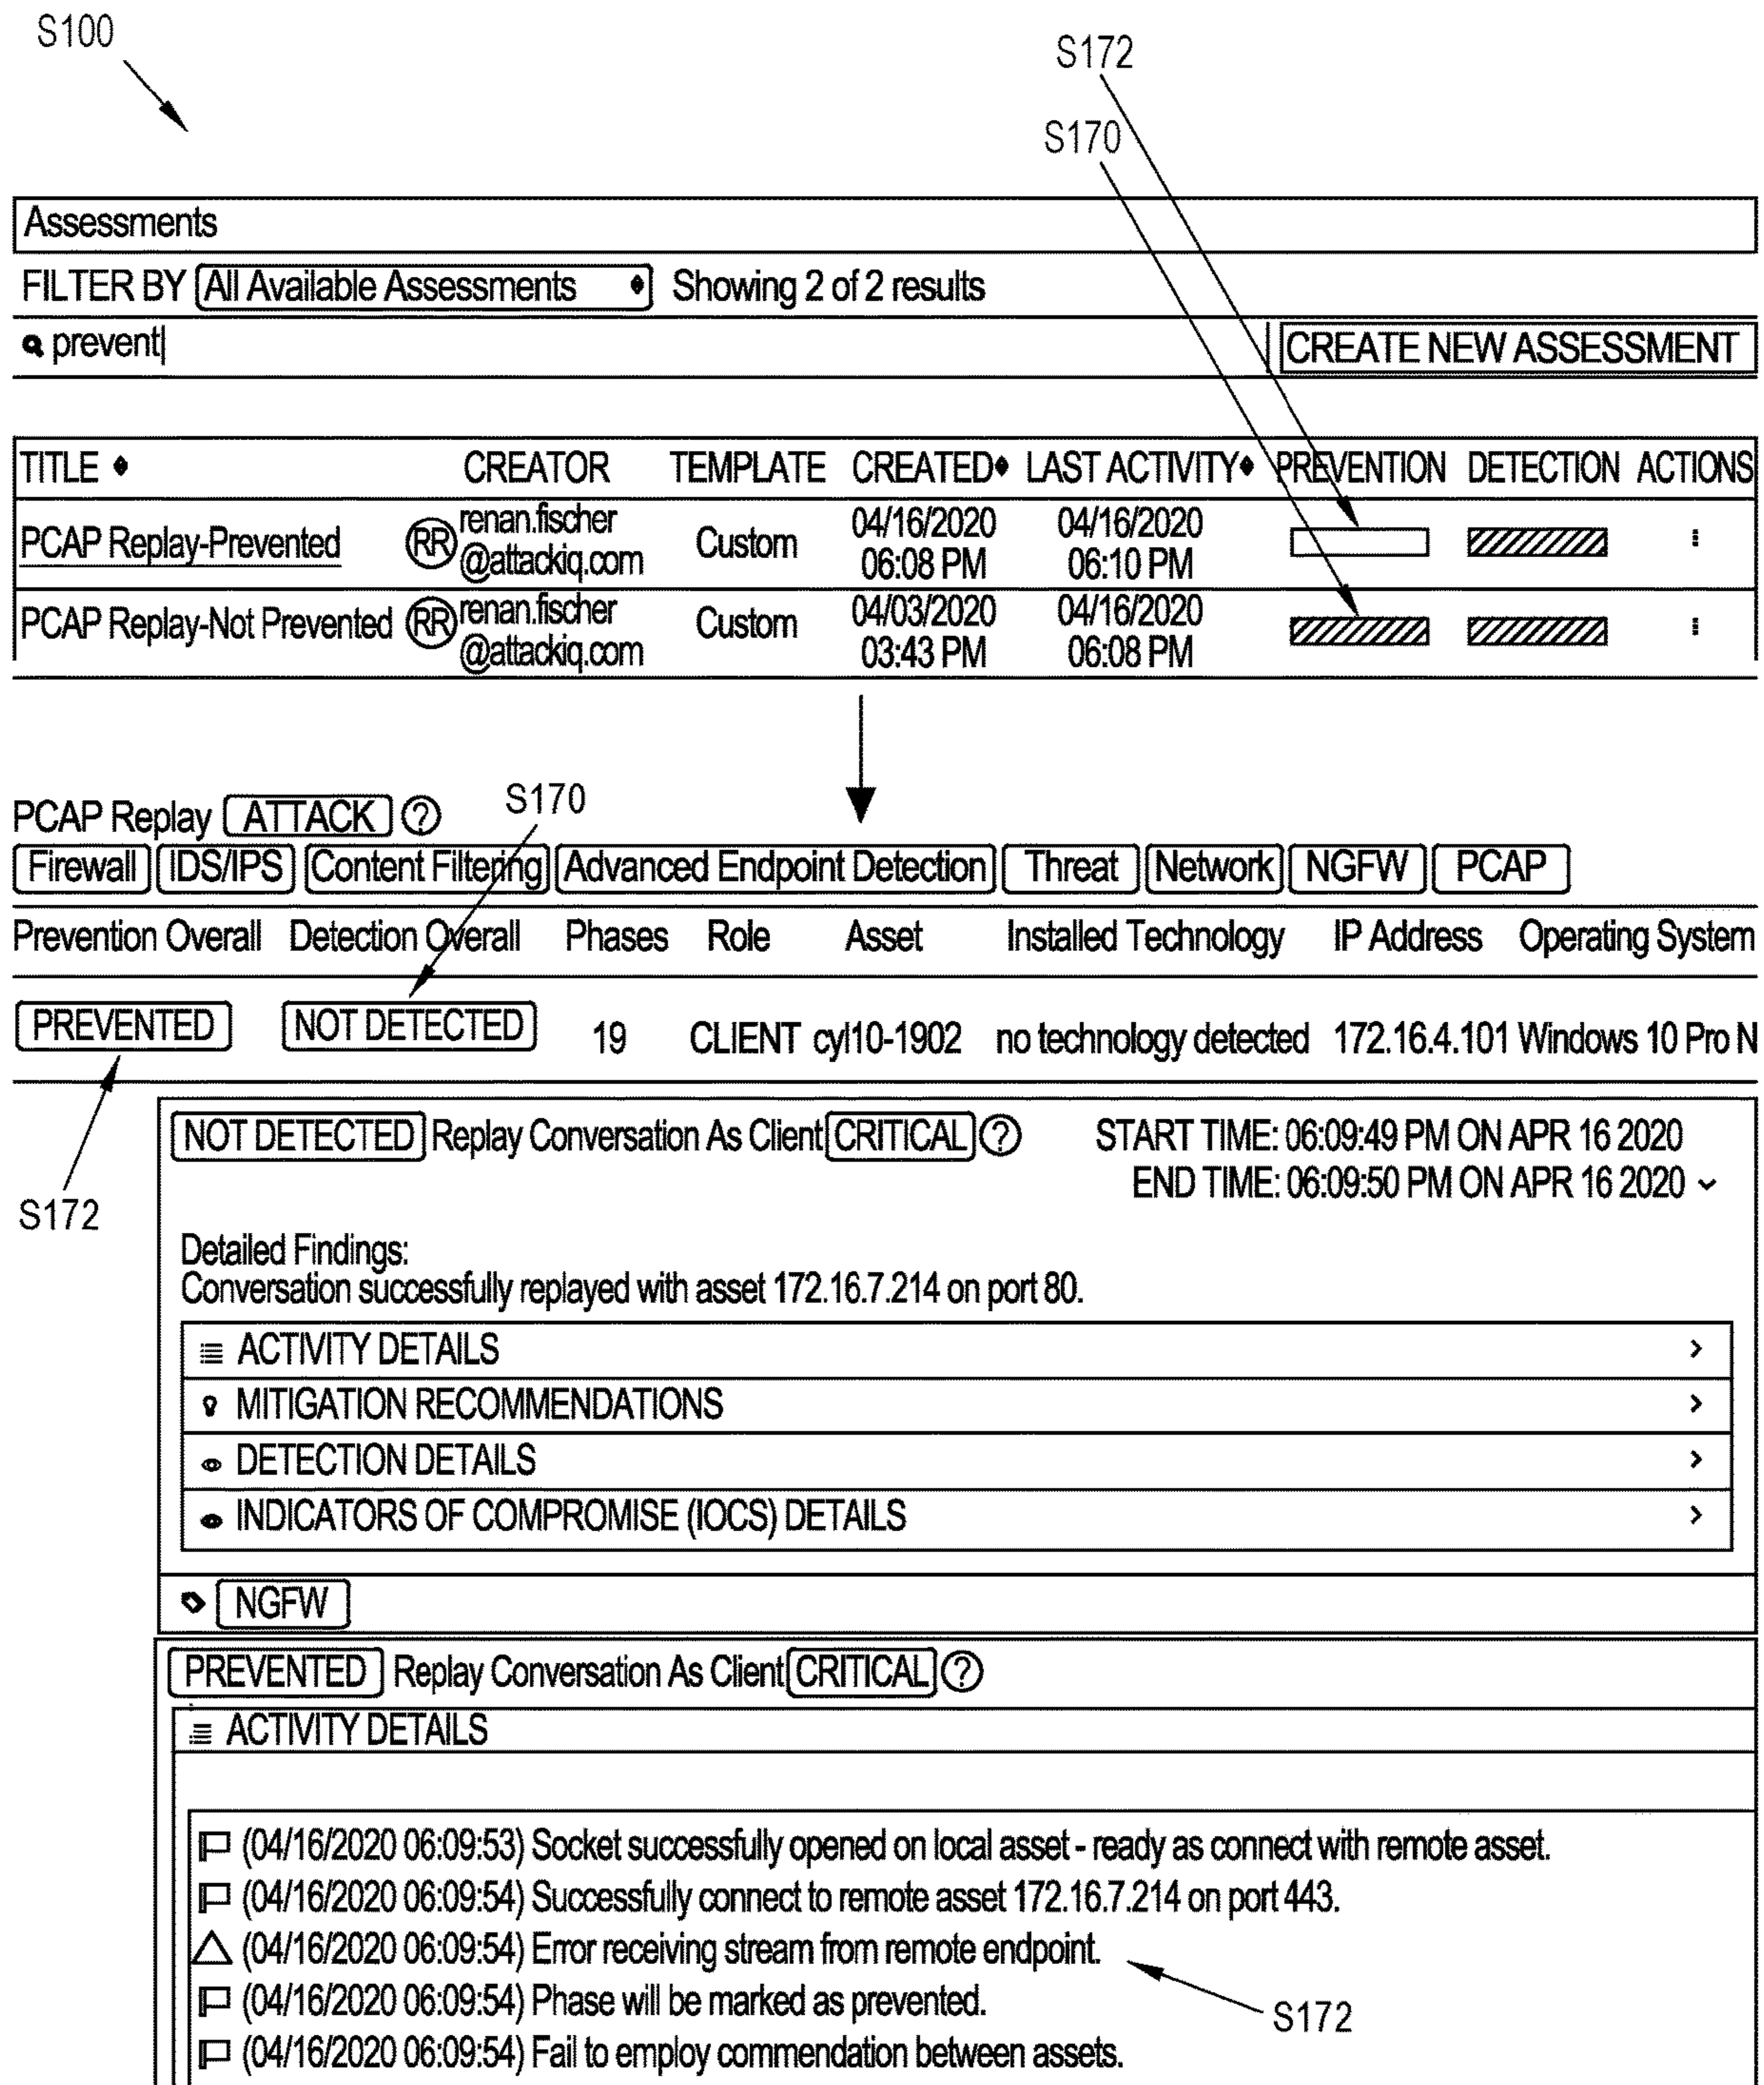 S100
S172
S170
Assessments
FILTER BY All Available Assessments Showing 2 of 2 results
prevent
CREATE NEW ASSESSMENT
TITLE CREATOR TEMPLATE CREATED LAST ACTIVITY PREVENTION DETECTION ACTIONS
PCAP Replay-Prevented RR renan.fischer @attackiq.com Custom 04/16/2020 06:08 PM 04/16/2020 06:10 PM
PCAP Replay-Not Prevented RR renan.fischer @attackiq.com Custom 04/03/2020 03:43 PM 04/16/2020 06:08 PM
PCAP Replay ATTACK ?
S170
Firewall IDS/IPS Content Filtering Advanced Endpoint Detection Threat Network NGFW PCAP
Prevention Overall Detection Overall Phases Role Asset Installed Technology IP Address Operating System
PREVENTED NOT DETECTED 19 CLIENT cyl10-1902 no technology detected 172.16.4.101 Windows 10 Pro N
S172
NOT DETECTED Replay Conversation As Client CRITICAL ? START TIME: 06:09:49 PM ON APR 16 2020
END TIME: 06:09:50 PM ON APR 16 2020
Detailed Findings:
Conversation successfully replayed with asset 172.16.7.214 on port 80.
ACTIVITY DETAILS >
MITIGATION RECOMMENDATIONS >
DETECTION DETAILS >
INDICATORS OF COMPROMISE (IOCS) DETAILS >
NGFW
PREVENTED Replay Conversation As Client CRITICAL ?
ACTIVITY DETAILS
(04/16/2020 06:09:53) Socket successfully opened on local asset - ready as connect with remote asset.
(04/16/2020 06:09:54) Successfully connect to remote asset 172.16.7.214 on port 443.
(04/16/2020 06:09:54) Error receiving stream from remote endpoint.
(04/16/2020 06:09:54) Phase will be marked as prevented.
S172
(04/16/2020 06:09:54) Fail to employ commendation between assets.